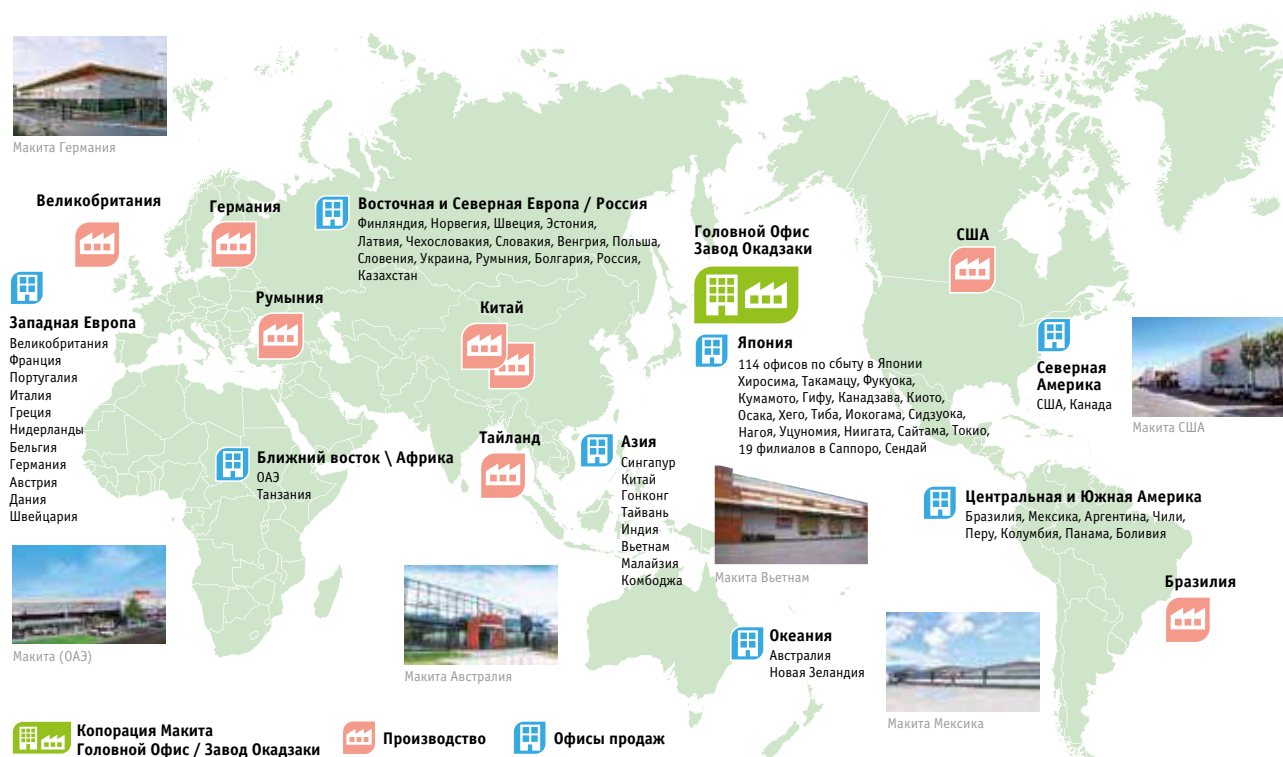 Макита Германия
Великобритания
Германия
Восточная и Северная Европа / Россия
Финляндия, Норвегия, Швеция, Эстония,
Латвия, Чехословакия, Словакия, Венгрия, Польша,
Словения, Украина, Румыния, Болгария, Россия,
Казахстан
Головной Офис
Завод Окадзаки
США
Западная Европа
Великобритания
Франция
Португалия
Италия
Греция
Нидерланды
Бельгия
Германия
Австрия
Дания
Швейцария
Румыния
Китай
Япония
114 офисов по сбыту в Японии
Хиросима, Такамацу, Фукуока,
Кумамото, Гифу, Канадзава, Киото,
Осака, Хего, Тиба, Иокогама, Сидзуока,
Нагоя, Уцуномия, Ниигата, Сайтама, Токио,
19 филиалов в Саппоро, Сендай
Северная
Америка
США, Канада
Макита США
Ближний восток \ Африка
ОАЭ
Танзания
Тайланд
Азия
Сингапур
Китай
Гонконг
Тайвань
Индия
Вьетнам
Малайзия
Комбоджа
Макита Вьетнам
Центральная и Южная Америка
Бразилия, Мексика, Аргентина, Чили,
Перу, Колумбия, Панама, Боливия
Бразилия
Макита (ОАЭ)
Макита Австралия
Океания
Австралия
Новая Зеландия
Макита Мексика
Копорация Макита
Головной Офис / Завод Окадзаки
Производство
Офисы продаж